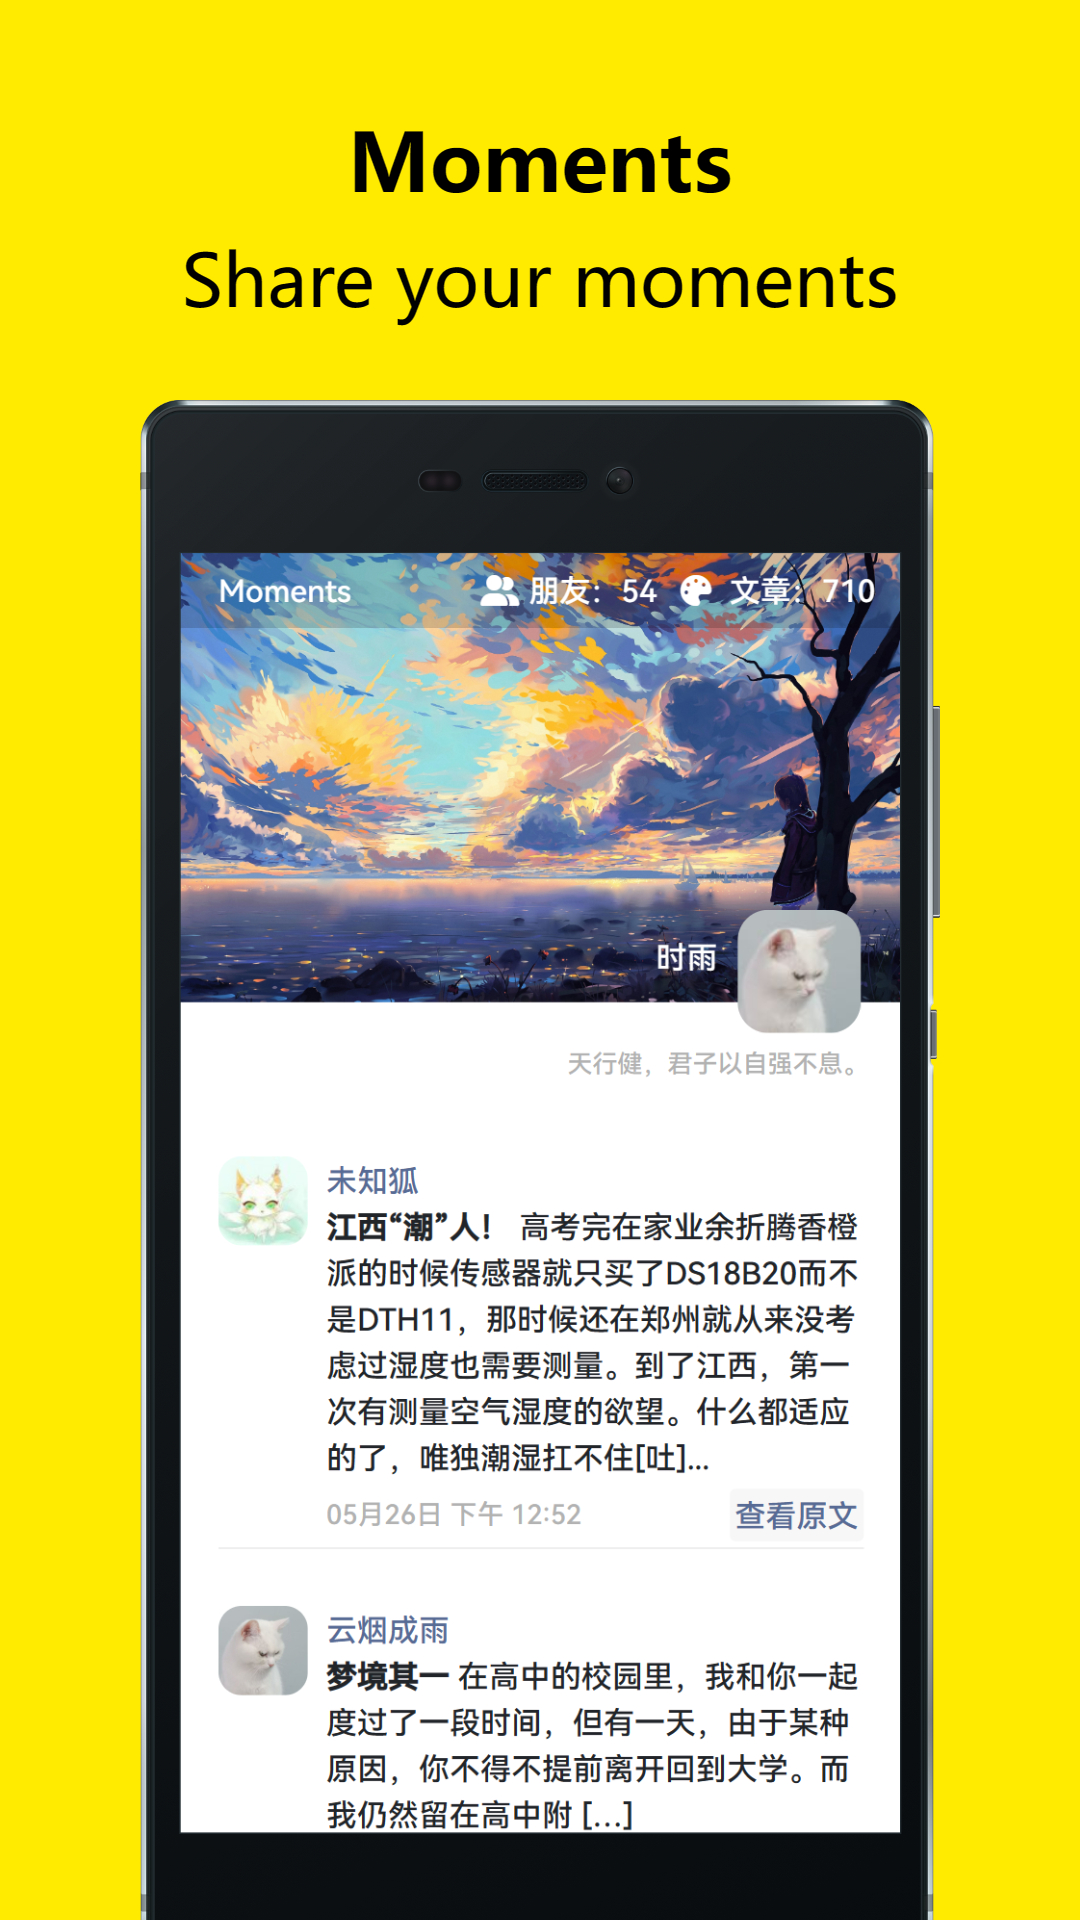 Moments
Share your moments
Moments 朋友：54 文章：710
时雨
天行健，君子以自强不息。
未知狐
江西“潮”人！ 高考完在家业余折腾香橙
派的时候传感器就只买了DS18B20而不
是DTH11，那时候还在郑州就从来没考
虑过湿度也需要测量。到了江西，第一
次有测量空气湿度的欲望。什么都适应
的了，唯独潮湿扛不住[吐]...
05月26日 下午 12:52 查看原文
云烟成雨
梦境其一 在高中的校园里，我和你一起
度过了一段时间，但有一天，由于某种
原因，你不得不提前离开回到大学。而
我仍然留在高中附 [...]